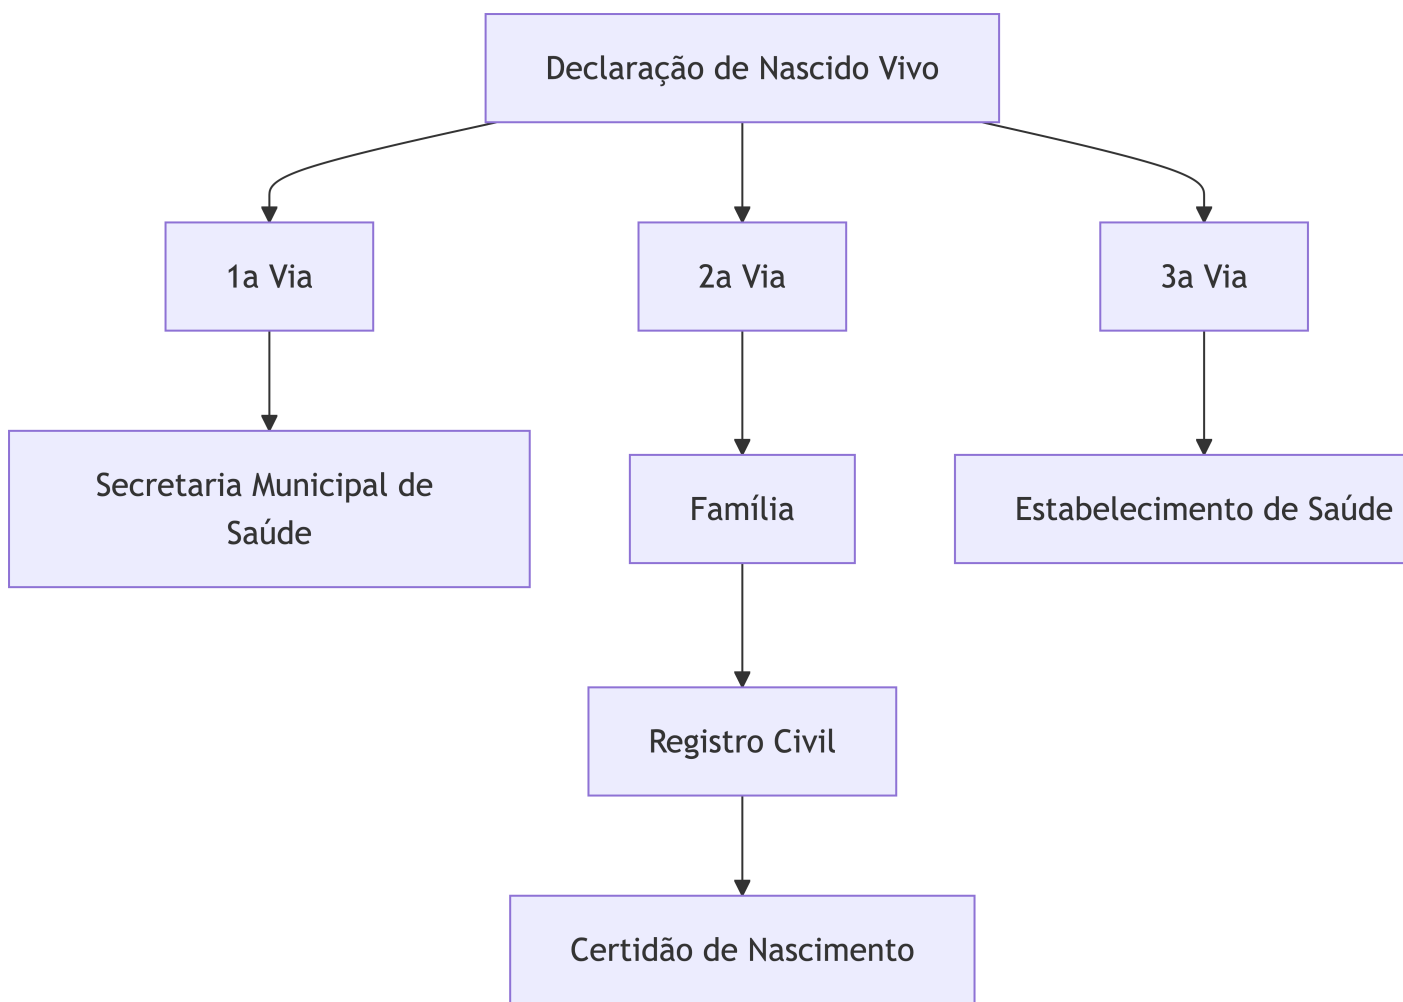 Declaração de Nascido Vivo
1a Via
2a Via
3a Via
Secretaria Municipal de
Saúde
Família
Estabelecimento de Saúde
Registro Civil
Certidão de Nascimento